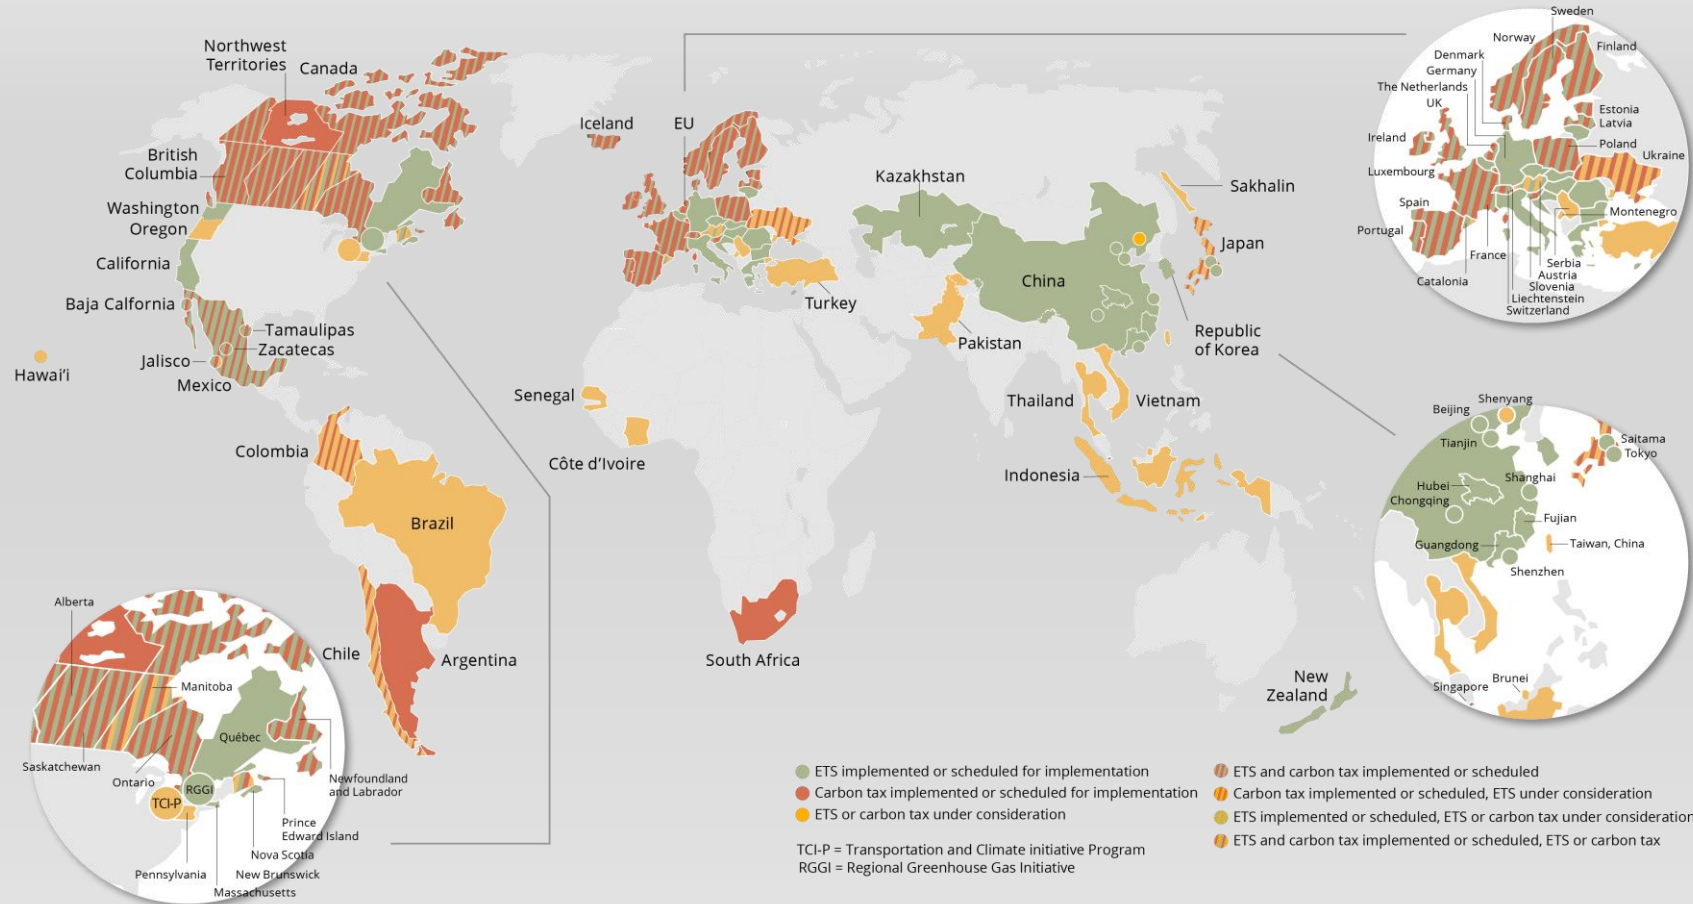 Northwest
Territories
Canada
British
Columbia
Washington
Oregon
California
Baja Calfornia
Tamaulipas
Zacatecas
Jalisco
Mexico
Hawai'i
Colombia
Brazil
Chile
Argentina
Iceland
EU
Kazakhstan
Sakhalin
Japan
China
Turkey
Pakistan
Republic
of Korea
Senegal
Côte d'Ivoire
Thailand
Vietnam
Indonesia
South Africa
New
Zealand
Sweden
Norway
Finland
Denmark
Germany
The Netherlands
UK
Estonia
Latvia
Ireland
Poland
Ukraine
Luxembourg
Spain
Montenegro
Portugal
France
Serbia
Austria
Catalonia
Slovenia
Liechtenstein
Switzerland
Shenyang
Beijing
Tianjin
Saitama
Tokyo
Shanghai
Hubei
Chongqing
Fujian
Guangdong
Taiwan, China
Shenzhen
Brunei
Singapore
Alberta
Manitoba
Québec
Saskatchewan
Ontario
RGGI
TCI-P
Newfoundland
and Labrador
Prince
Edward Island
Nova Scotia
Pennsylvania
New Brunswick
Massachusetts
ETS implemented or scheduled for implementation
Carbon tax implemented or scheduled for implementation
ETS or carbon tax under consideration
TCI-P = Transportation and Climate initiative Program
RGGI = Regional Greenhouse Gas Initiative
ETS and carbon tax implemented or scheduled
Carbon tax implemented or scheduled, ETS under consideration
ETS implemented or scheduled, ETS or carbon tax under consideration
ETS and carbon tax implemented or scheduled, ETS or carbon tax